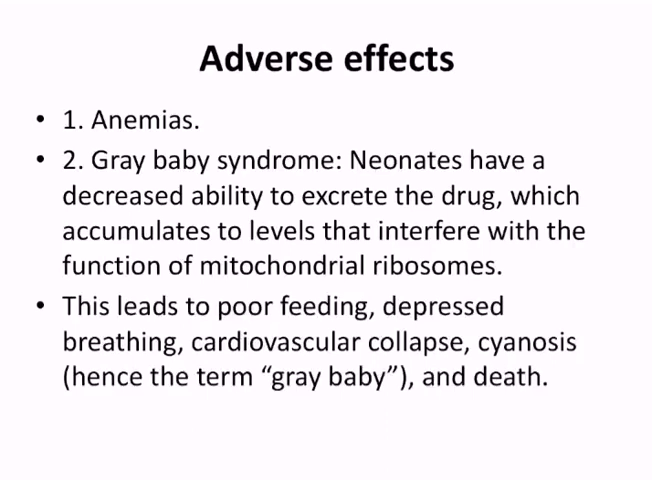 Adverse effects
• 1. Anemias.
• 2. Gray baby syndrome: Neonates have a
decreased ability to excrete the drug, which
accumulates to levels that interfere with the
function of mitochondrial ribosomes.
• This leads to poor feeding, depressed
breathing, cardiovascular collapse, cyanosis
(hence the term “gray baby”), and death.